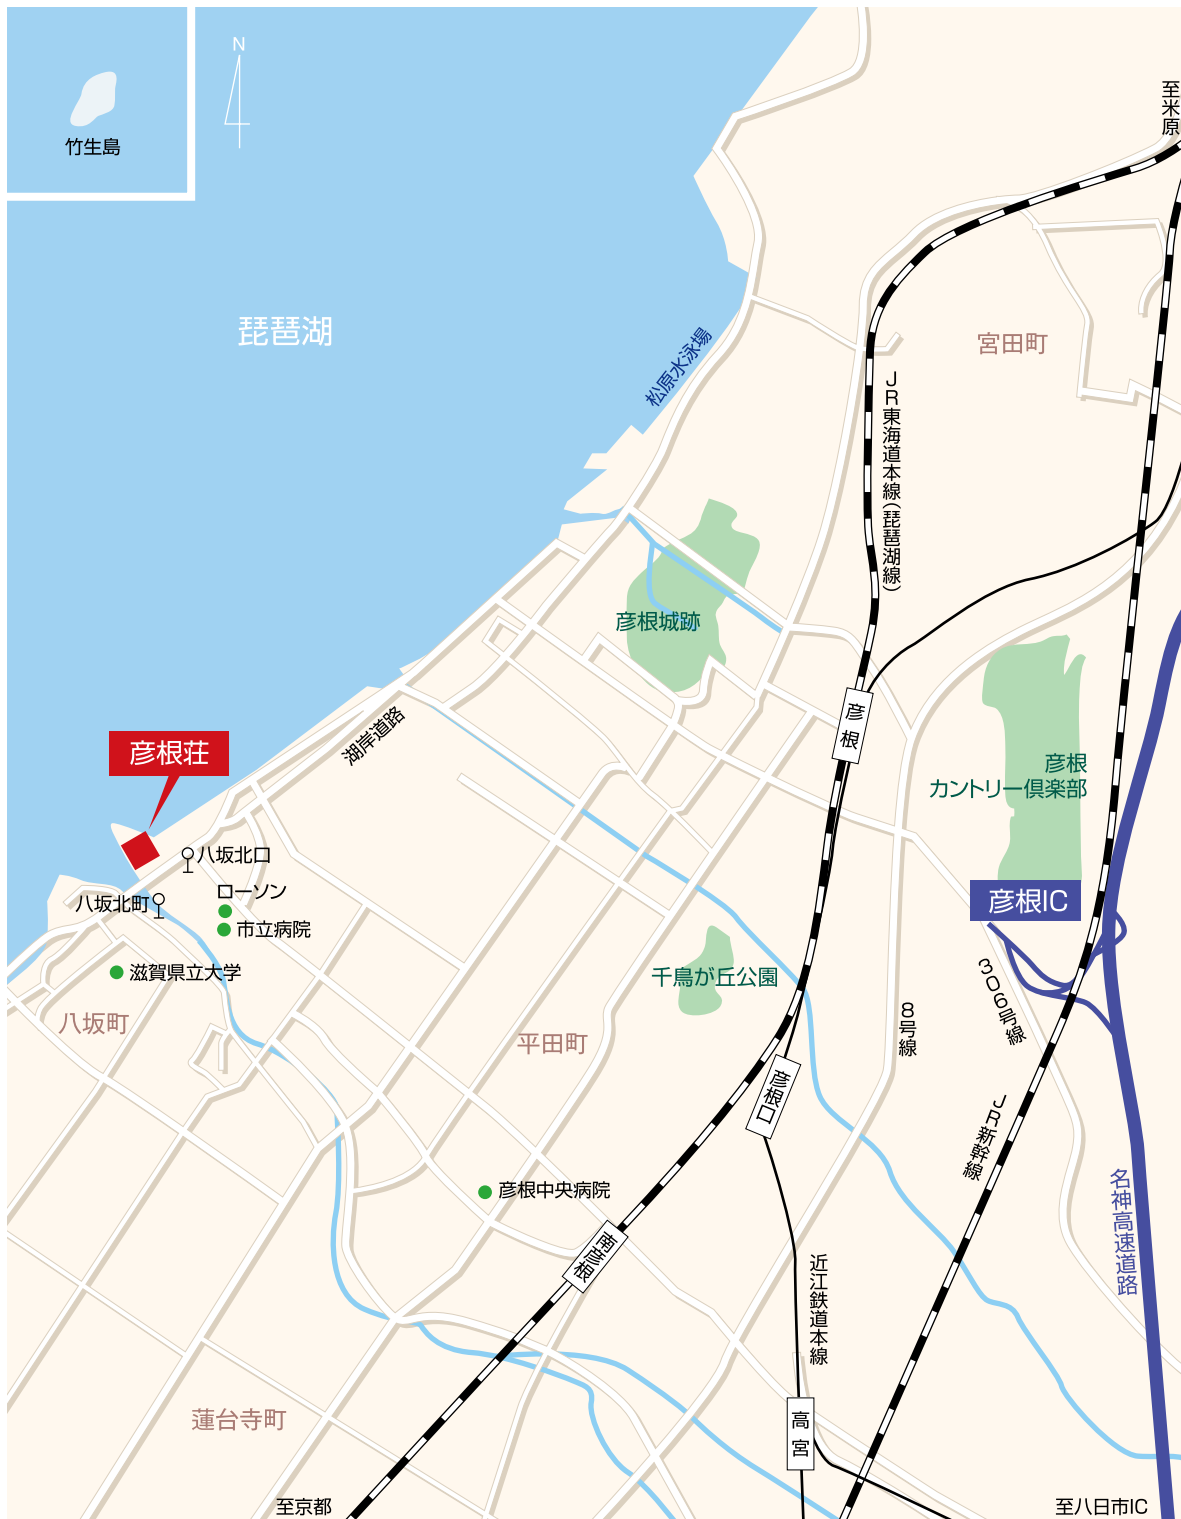 N
竹生島
至米原
琵琶湖
松原水泳場
宮田町
JR東海道本線(琵琶湖線)
彦根城跡
彦根
湖岸道路
彦根荘
彦根
カントリー倶楽部
八坂北口
ローソン
八坂北町
市立病院
彦根IC
滋賀県立大学
千鳥が丘公園
306号線
8号線
八坂町
平田町
彦根口
JR新幹線
彦根中央病院
名神高速道路
南彦根
近江鉄道本線
蓮台寺町
高宮
至京都
至八日市IC